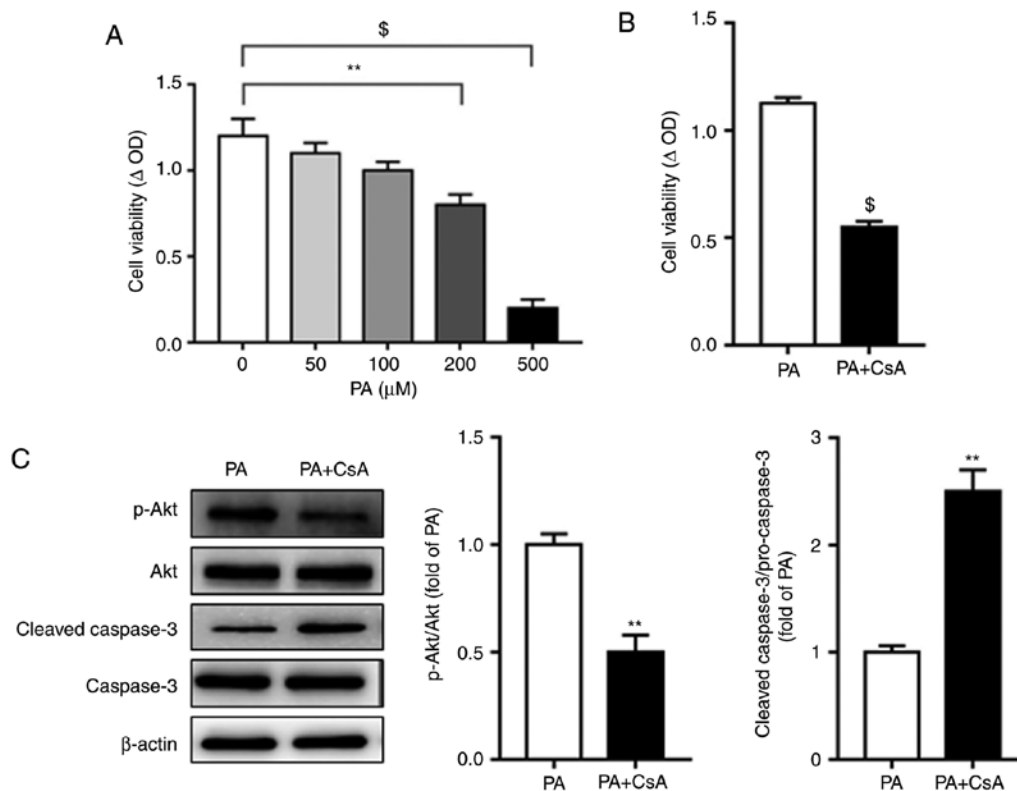 A
$
**
1.5
1.0
0.5
0.0
Cell viability (Δ OD)
0 50 100 200 500
PA (μM)
B
1.5
1.0
0.5
0.0
Cell viability (Δ OD)
$
PA PA+CsA
C
PA PA+CsA
p-Akt
Akt
Cleaved caspase-3
Caspase-3
β-actin
1.5
1.0
0.5
0
p-Akt/Akt (fold of PA)
**
PA PA+CsA
3
2
1
0
Cleaved caspase-3/pro-caspase-3
(fold of PA)
**
PA PA+CsA